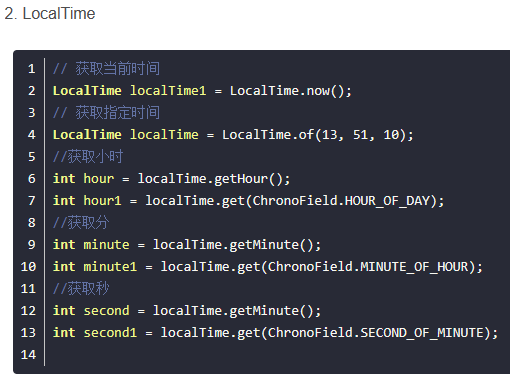 2. LocalTime
1 // 获取当前时间
2 LocalTime localTime1 = LocalTime.now();
3 // 获取指定时间
4 LocalTime localTime = LocalTime.of(13, 51, 10);
5 //获取小时
6 int hour = localTime.getHour();
7 int hour1 = localTime.get(ChronoField.HOUR_OF_DAY);
8 //获取分
9 int minute = localTime.getMinute();
10 int minute1 = localTime.get(ChronoField.MINUTE_OF_HOUR);
11 //获取秒
12 int second = localTime.getMinute();
13 int second1 = localTime.get(ChronoField.SECOND_OF_MINUTE);
14